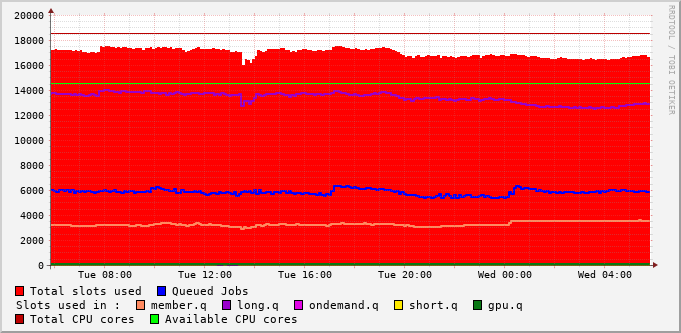 20000
18000
16000
14000
12000
10000
8000
6000
4000
2000
0
Tue 08:00 Tue 12:00 Tue 16:00 Tue 20:00 Wed 00:00 Wed 04:00
Total slots used Queued Jobs
Slots used in : member.q long.q ondemand.q short.q gpu.q
Total CPU cores Available CPU cores
RRDTOOL / TOBI OETIKER